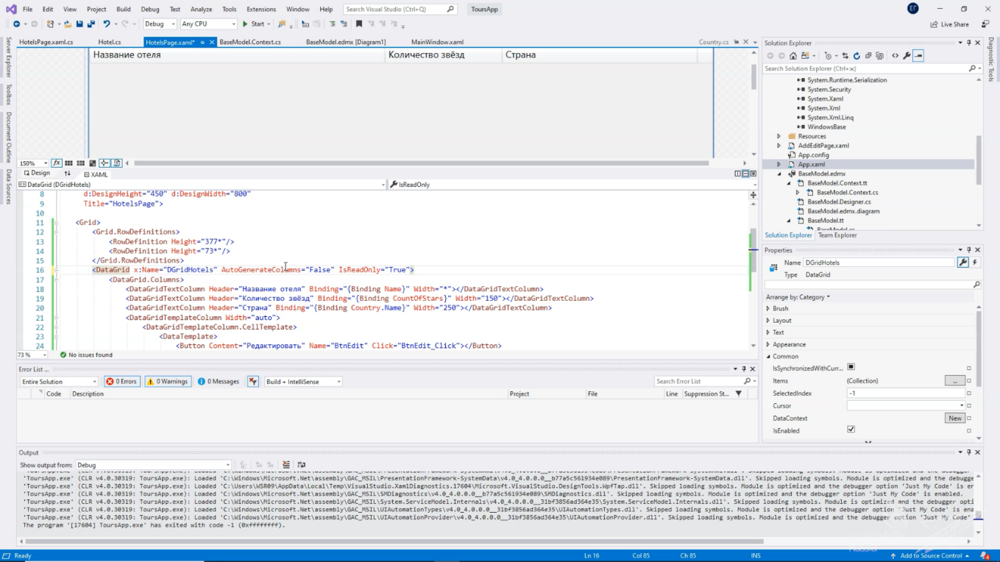 File Edit View Project Build Debug Test Analyze Tools Extensions Window Help Search Visual Studio (Ctrl+Q) ToursApp ЕГ
Debug Any CPU Start Live Share
HotelsPage.xaml.cs Hotel.cs HotelsPage.xaml* BaseModel.Context.cs BaseModel.edmx [Diagram1] MainWindow.xaml Country.cs
Server Explorer
Toolbox
Document Outline
Data Sources
Diagnostic Tools
Название отеля Количество звёзд Страна
150%
Design XAML
DataGrid (DGridHotels) IsReadOnly
8 d:DesignHeight="450" d:DesignWidth="800"
9 Title="HotelsPage">
10
11 <Grid>
12 <Grid.RowDefinitions>
13 <RowDefinition Height="377*"/>
14 <RowDefinition Height="73*"/>
15 </Grid.RowDefinitions>
16 <DataGrid x:Name="DGridHotels" AutoGenerateColumns="False" IsReadOnly="True">
17 <DataGrid.Columns>
18 <DataGridTextColumn Header="Название отеля" Binding="{Binding Name}" Width="*"></DataGridTextColumn>
19 <DataGridTextColumn Header="Количество звёзд" Binding="{Binding CountOfStars}" Width="150"></DataGridTextColumn>
20 <DataGridTextColumn Header="Страна" Binding="{Binding Country.Name}" Width="250"></DataGridTextColumn>
21 <DataGridTemplateColumn Width="auto">
22 <DataGridTemplateColumn.CellTemplate>
23 <DataTemplate>
24 <Button Content="Редактировать" Name="BtnEdit" Click="BtnEdit_Click"></Button>
73 % No issues found
Error List ...
Entire Solution 0 Errors 0 Warnings 0 Messages Build + IntelliSense Search Error List
Code Description Project File Line Suppression St...
Output
Show output from: Debug
'ToursApp.exe' (CLR v4.0.30319: ToursApp.exe): Loaded 'C:\Windows\Microsoft.Net\assembly\GAC_MSIL\PresentationFramework-SystemData\v4.0_4.0.0.0__b77a5c561934e089\PresentationFramework-SystemData.dll'. Skipped loading symbols. Module is optimized and the debugger
'ToursApp.exe' (CLR v4.0.30319: ToursApp.exe): Loaded 'C:\Users\WSR09\AppData\Local\Temp\VisualStudio.XamlDiagnostics.17604\Microsoft.VisualStudio.DesignTools.WpfTap.dll'. Skipped loading symbols. Module is optimized and the debugger option 'Just My Code' is en
'ToursApp.exe' (CLR v4.0.30319: ToursApp.exe): Loaded 'C:\Windows\Microsoft.Net\assembly\GAC_MSIL\SMDiagnostics\v4.0_4.0.0.0__b77a5c561934e089\SMDiagnostics.dll'. Skipped loading symbols. Module is optimized and the debugger option 'Just My Code' is enabled.
'ToursApp.exe' (CLR v4.0.30319: ToursApp.exe): Loaded 'C:\Windows\Microsoft.Net\assembly\GAC_MSIL\System.ServiceModel.Internals\v4.0_4.0.0.0__31bf3856ad364e35\System.ServiceModel.Internals.dll'. Skipped loading symbols. Module is optimized and the debugger opt
'ToursApp.exe' (CLR v4.0.30319: ToursApp.exe): Loaded 'C:\Windows\Microsoft.Net\assembly\GAC_MSIL\UIAutomationTypes\v4.0_4.0.0.0__31bf3856ad364e35\UIAutomationTypes.dll'. Skipped loading symbols. Module is optimized and the debugger option 'Just My Code' is ena
'ToursApp.exe' (CLR v4.0.30319: ToursApp.exe): Loaded 'C:\Windows\Microsoft.Net\assembly\GAC_MSIL\UIAutomationProvider\v4.0_4.0.0.0__31bf3856ad364e35\UIAutomationProvider.dll'. Skipped loading symbols. Module is optimized and the debugger option 'Just My Code'
The program '[17604] ToursApp.exe' has exited with code -1 (0xffffffff).
Solution Explorer
Search Solution Explorer (Ctrl+ж)
System.Runtime.Serialization
System.Security
System.Xaml
System.Xml
System.Xml.Linq
WindowsBase
Resources
AddEditPage.xaml
App.config
App.xaml
BaseModel.edmx
BaseModel.Context.tt
BaseModel.Context.cs
BaseModel.Designer.cs
BaseModel.edmx.diagram
BaseModel.tt
Solution Explorer Team Explorer
Properties
Name DGridHotels
Type DataGrid
Arrange by: Category
Brush
Layout
Text
Appearance
Common
IsSynchronizedWithCurr...
Items (Collection) ...
SelectedIndex -1
Cursor
DataContext New
IsEnabled
Ready Ln 16 Col 85 Ch 85 INS Add to Source Control 4